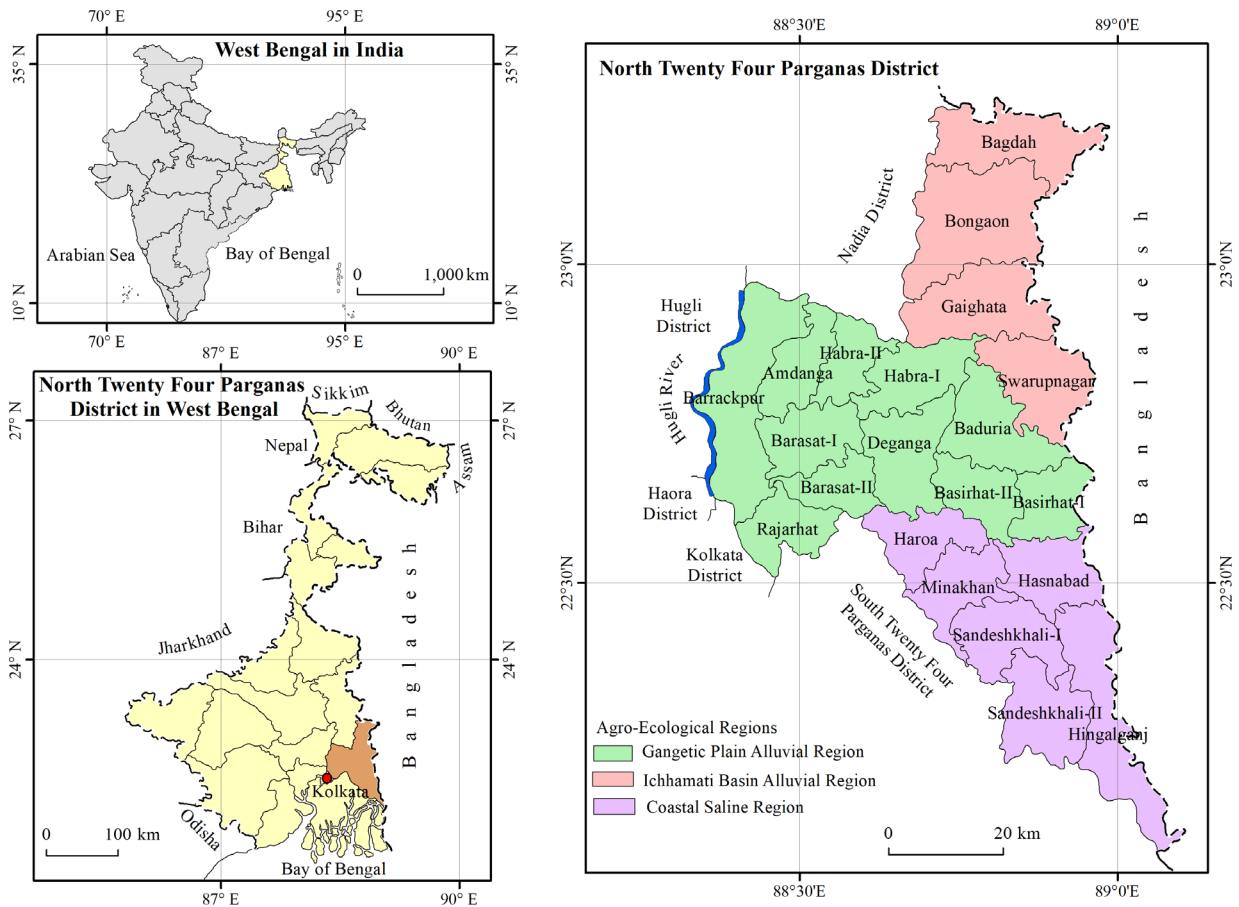 70° E
95° E
West Bengal in India
35° N
35° N
Arabian Sea
Bay of Bengal
0
1,000 km
10° N
10° N
70° E
87° E
95° E
90° E
North Twenty Four Parganas
District in West Bengal
27° N
27° N
Sikkim
Bhutan
Nepal
Assam
Bihar
Bangladesh
Jharkhand
24° N
24° N
Kolkata
Odisha
0
100 km
Bay of Bengal
87° E
90° E
88°30'E
89°0'E
North Twenty Four Parganas District
Bagdah
Nadia District
Bongaon
Bangladesh
23°0'N
23°0'N
Gaighata
Hugli
District
Habra-II
Habra-I
Amdanga
Swarupnagar
Hugli River
Barrackpur
Baduria
Barasat-I
Deganga
Barasat-II
Basirhat-II
Basirhat-I
Haora
District
Rajarhat
Haroa
Kolkata
District
22°30'N
22°30'N
Minakhan
Hasnabad
South Twenty Four
Parganas District
Sandeshkhali-I
Sandeshkhali-II
Hingalganj
Agro-Ecological Regions
Gangetic Plain Alluvial Region
Ichhamati Basin Alluvial Region
Coastal Saline Region
0
20 km
88°30'E
89°0'E